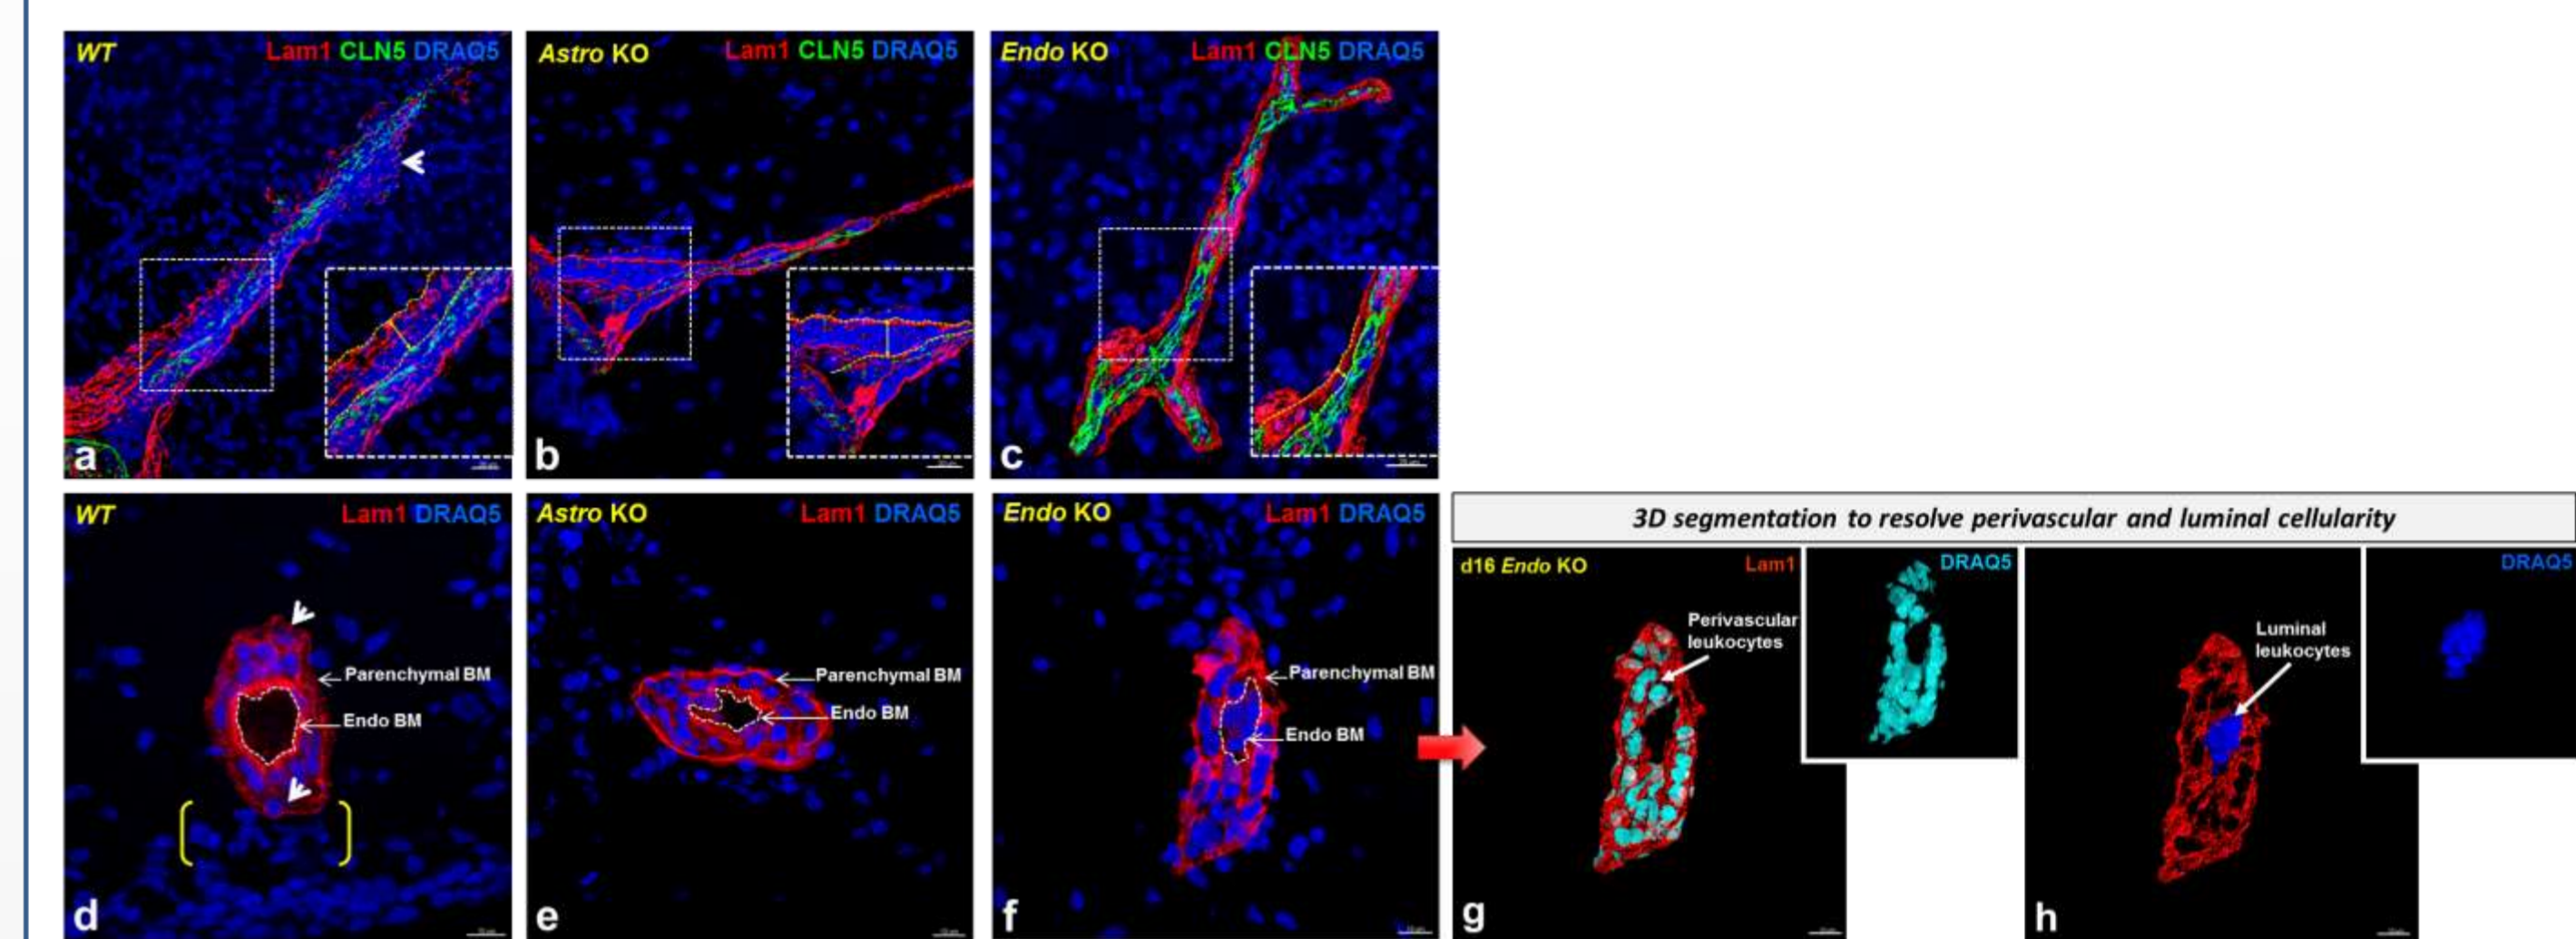 WT Lam1 CLN5 DRAQ5
a
Astro KO Lam1 CLN5 DRAQ5
b
Endo KO Lam1 CLN5 DRAQ5
c
WT Lam1 DRAQ5
Parenchymal BM
Endo BM
d
Astro KO Lam1 DRAQ5
Parenchymal BM
Endo BM
e
Endo KO Lam1 DRAQ5
Parenchymal BM
Endo BM
f
3D segmentation to resolve perivascular and luminal cellularity
d16 Endo KO Lam1
Perivascular
leukocytes
DRAQ5
g
Luminal
leukocytes
DRAQ5
h